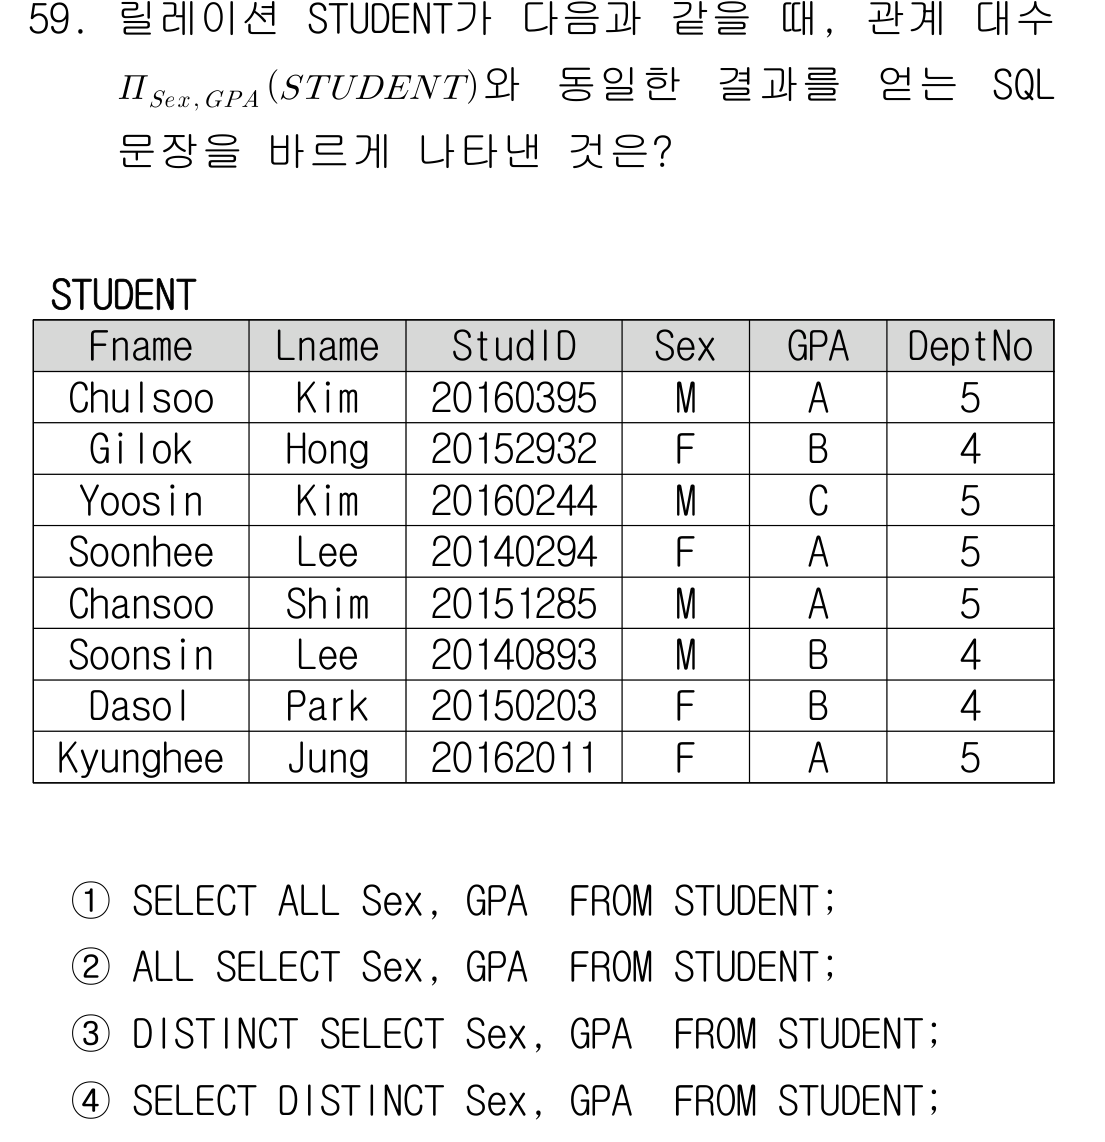 59. 릴레이션 STUDENT가 다음과 같을 때, 관계 대수
Π_{Sex, GPA}(STUDENT)와 동일한 결과를 얻는 SQL
문장을 바르게 나타낸 것은?
STUDENT
Fname Lname StudID Sex GPA DeptNo
Chulsoo Kim 20160395 M A 5
Gilok Hong 20152932 F B 4
Yoosin Kim 20160244 M C 5
Soonhee Lee 20140294 F A 5
Chansoo Shim 20151285 M A 5
Soonsin Lee 20140893 M B 4
Dasol Park 20150203 F B 4
Kyunghee Jung 20162011 F A 5
① SELECT ALL Sex, GPA FROM STUDENT;
② ALL SELECT Sex, GPA FROM STUDENT;
③ DISTINCT SELECT Sex, GPA FROM STUDENT;
④ SELECT DISTINCT Sex, GPA FROM STUDENT;